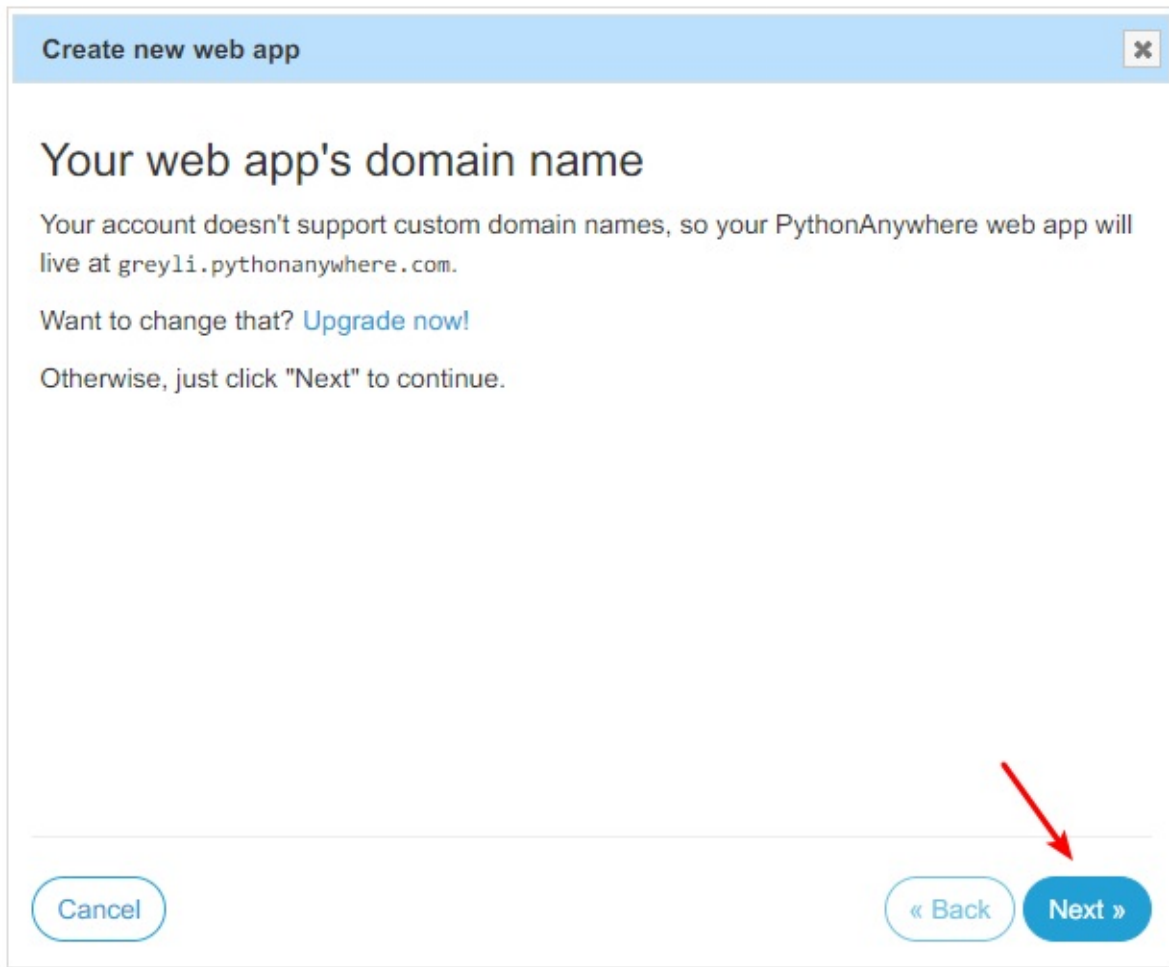 Create new web app
Your web app's domain name
Your account doesn't support custom domain names, so your PythonAnywhere web app will
live at greyli.pythonanywhere.com.
Want to change that? Upgrade now!
Otherwise, just click "Next" to continue.
Cancel
« Back
Next »